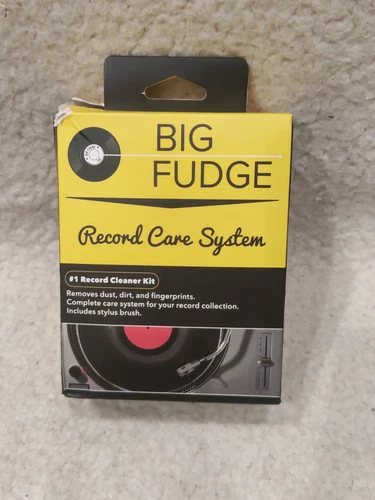 BIG
FUDGE
Record Care System
#1 Record Cleaner Kit
Removes dust, dirt, and fingerprints.
Complete care system for your record collection.
Includes stylus brush.